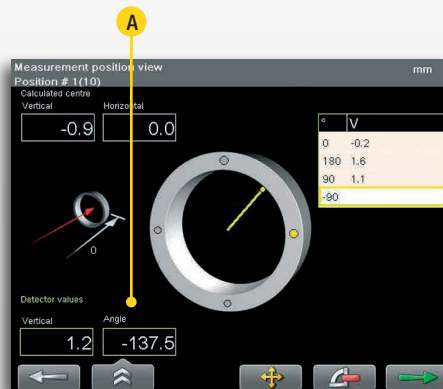 A
Measurement position view mm
Position # 1(10)
Calculated centre
Vertical Horizontal
-0.9 0.0
° V
0 -0.2
180 1.6
90 1.1
-90
0
Detector values
Vertical Angle
1.2 -137.5